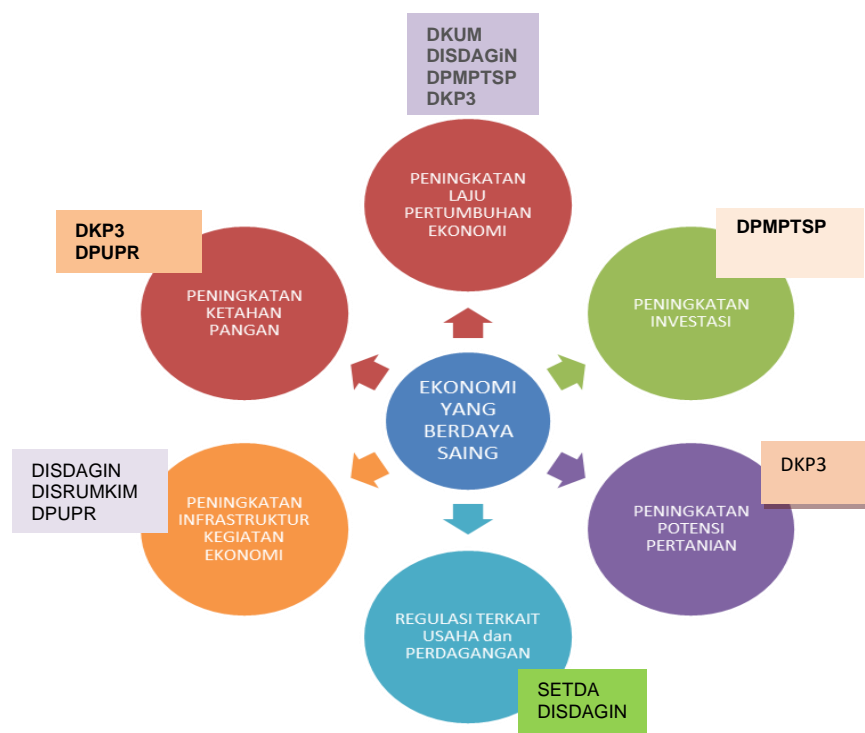 DKUM
DISDAGiN
DPMPTSP
DKP3
PENINGKATAN
LAJU
PERTUMBUHAN
EKONOMI
DPMPTSP
PENINGKATAN
INVESTASI
DKP3
PENINGKATAN
POTENSI
PERTANIAN
REGULASI TERKAIT
USAHA dan
PERDAGANGAN
SETDA
DISDAGIN
DISDAGIN
DISRUMKIM
DPUPR
PENINGKATAN
INFRASTRUKTUR
KEGIATAN
EKONOMI
DKP3
DPUPR
PENINGKATAN
KETAHAN
PANGAN
EKONOMI
YANG
BERDAYA
SAING